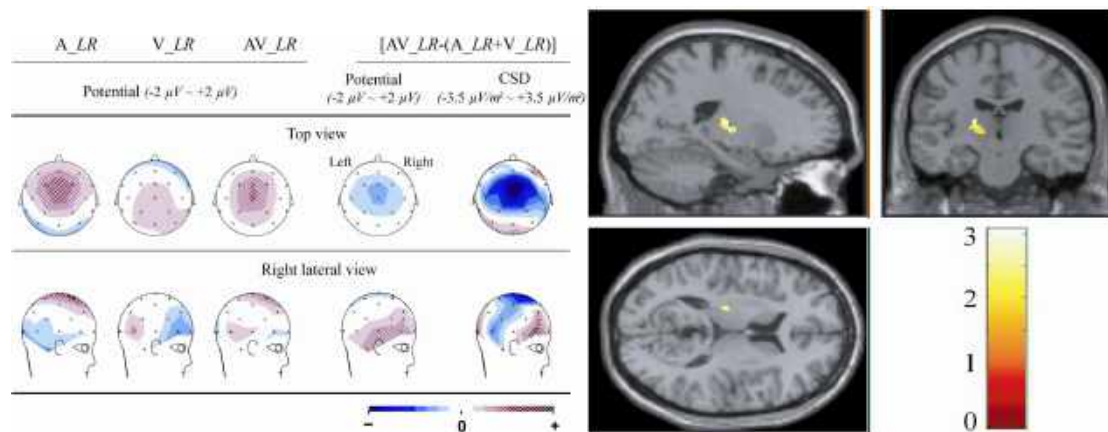 A_LR V_LR AV_LR [AV_LR-(A_LR+V_LR)]
Potential (-2 µV ~ +2 µV)
Potential CSD
(-2 µV ~ +2 µV) (-3.5 µV/m² ~ +3.5 µV/m²)
Top view
Left Right
Right lateral view
− 0 +
3
2
1
0